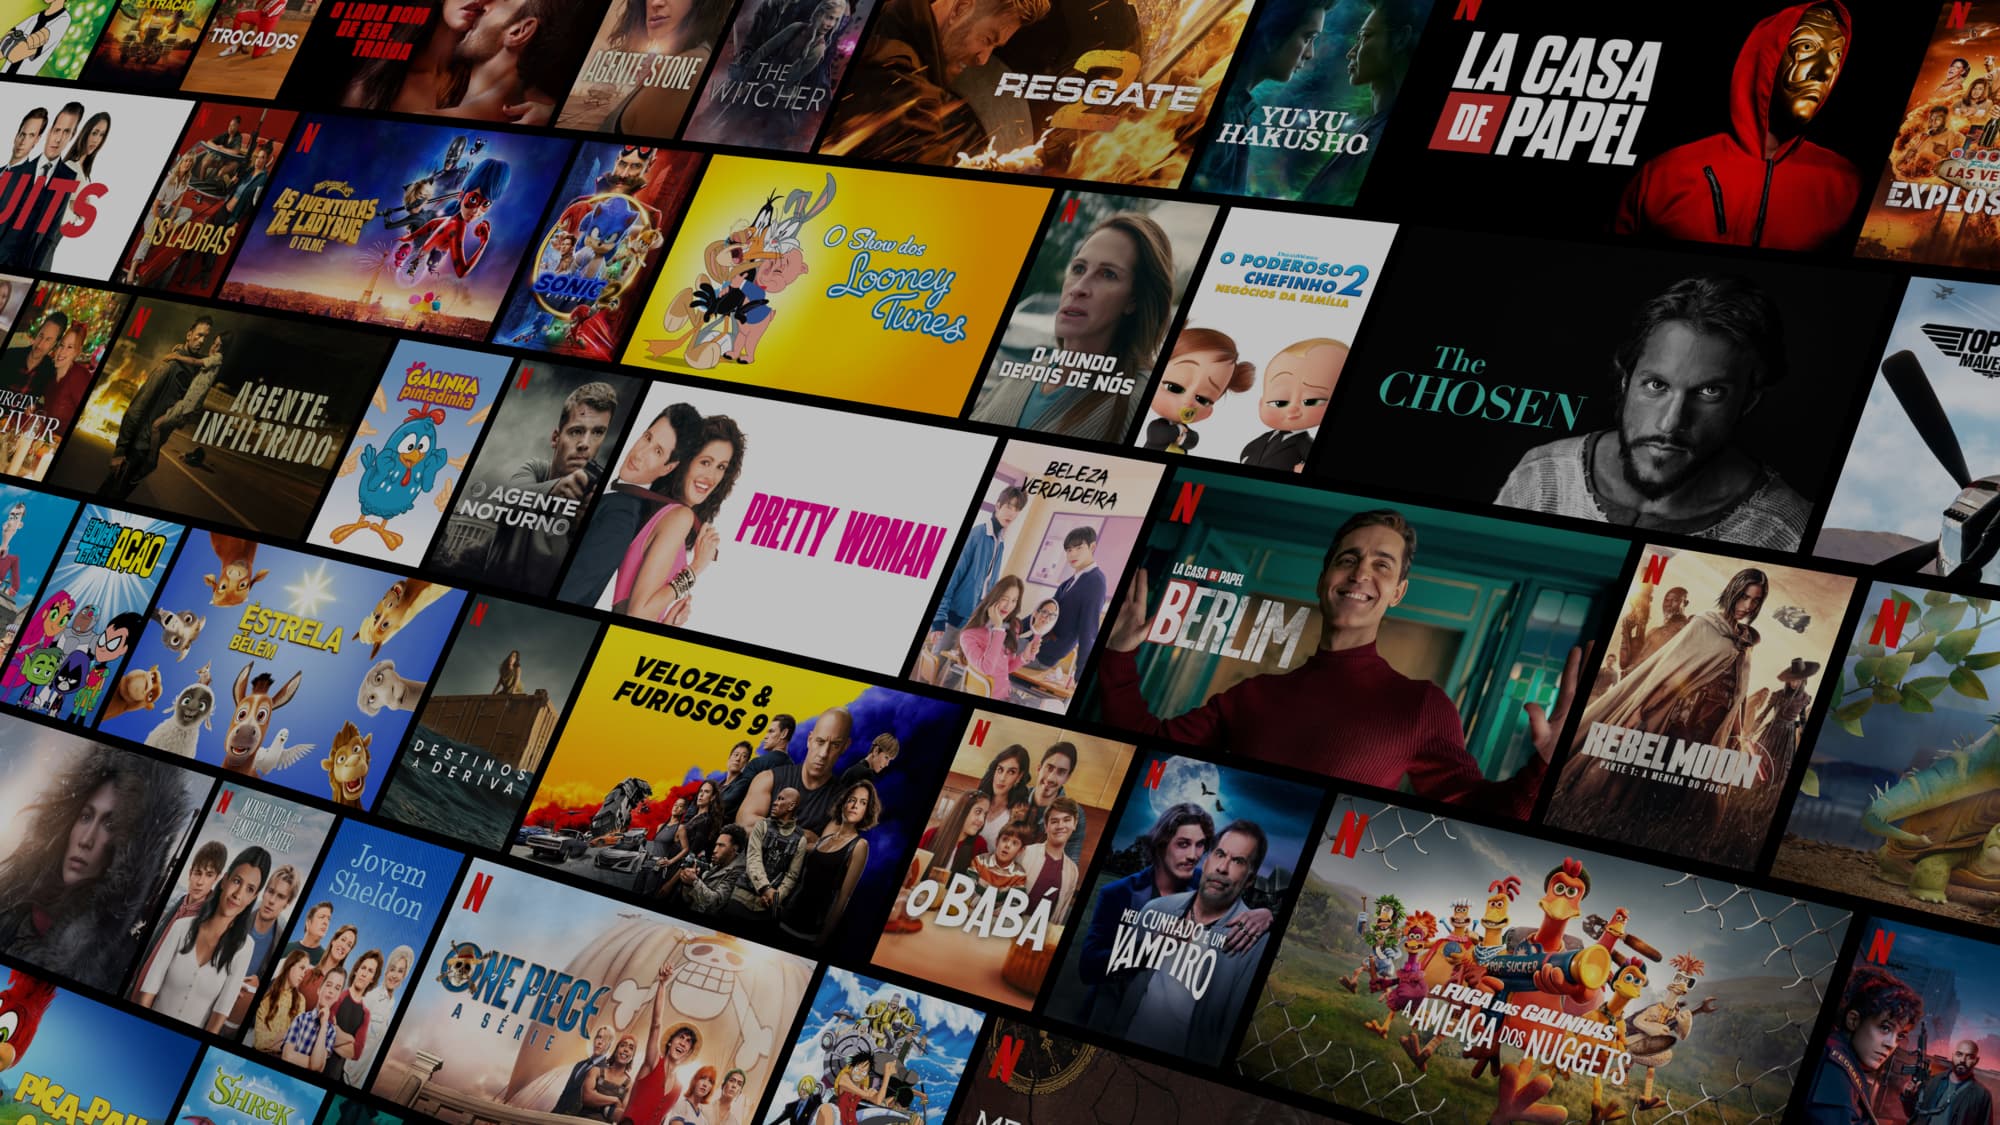 EXTRAÇÃO
TROCADOS
O LADO BOM
DE SER
TRAÍDA
AGENTE STONE
THE
WITCHER
RESGATE
2
YU YU
HAKUSHO
N
LA CASA
DE PAPEL
N
LAS VE
EXPLOS
UITS
AS LADRAS
N
AS AVENTURAS
DE LADYBUG
O FILME
SONIC
O Show dos
Looney
Tunes
N
O MUNDO
DEPOIS DE NÓS
O PODEROSO
CHEFINHO 2
NEGÓCIOS DA FAMÍLIA
The
CHOSEN
TOP
MAVE
VIRGIN
RIVER
N
AGENTE
INFILTRADO
GALINHA
pintadinha
N
O AGENTE
NOTURNO
PRETTY WOMAN
BELEZA
VERDADEIRA
N
LA CASA DE PAPEL
BERLIM
N
REBEL MOON
PARTE 1: A MENINA DO FOGO
N
OS JOVENS
TITÃS EM AÇÃO
ESTRELA
DE BELÉM
N
DESTINOS
À DERIVA
VELOZES &
FURIOSOS 9
N
O BABÁ
N
MEU CUNHADO É UM
VAMPIRO
N
POP-SUCKER
A FUGA DAS GALINHAS
A AMEAÇA DOS NUGGETS
N
N
MINHA VIDA COM A
FAMÍLIA WALTER
Jovem
Sheldon
N
ONE PIECE
A SÉRIE
N
PICA-PAU
SHREK